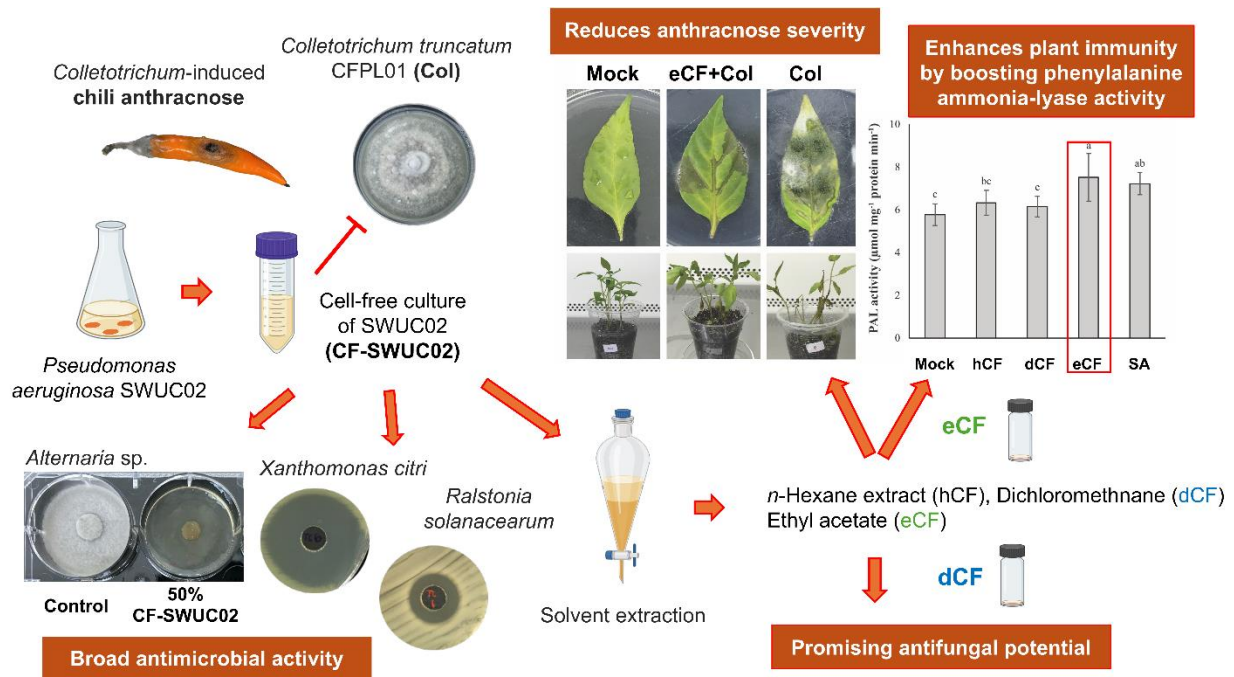 Colletotrichum-induced
chili anthracnose
Colletotrichum truncatum
CFPL01 (Col)
Pseudomonas
aeruginosa SWUC02
Cell-free culture
of SWUC02
(CF-SWUC02)
Alternaria sp.
Control
50%
CF-SWUC02
Xanthomonas citri
Ralstonia
solanacearum
Broad antimicrobial activity
Solvent extraction
Reduces anthracnose severity
Mock
eCF+Col
Col
Enhances plant immunity
by boosting phenylalanine
ammonia-lyase activity
PAL activity (μmol mg⁻¹ protein min⁻¹)
10
8
6
4
2
0
c
bc
c
a
ab
Mock
hCF
dCF
eCF
SA
eCF
n-Hexane extract (hCF), Dichloromethnane (dCF)
Ethyl acetate (eCF)
dCF
Promising antifungal potential